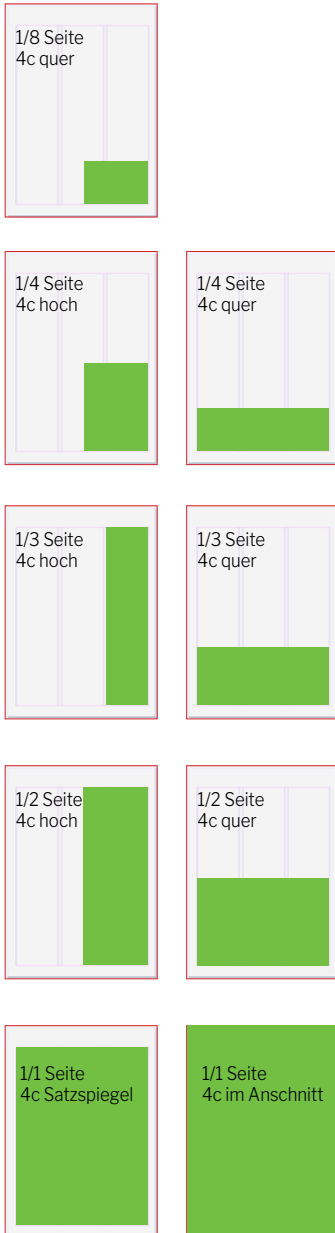 1/8 Seite
4c quer
1/4 Seite
4c hoch
1/4 Seite
4c quer
1/3 Seite
4c hoch
1/3 Seite
4c quer
1/2 Seite
4c hoch
1/2 Seite
4c quer
1/1 Seite
4c Satzspiegel
1/1 Seite
4c im Anschnitt